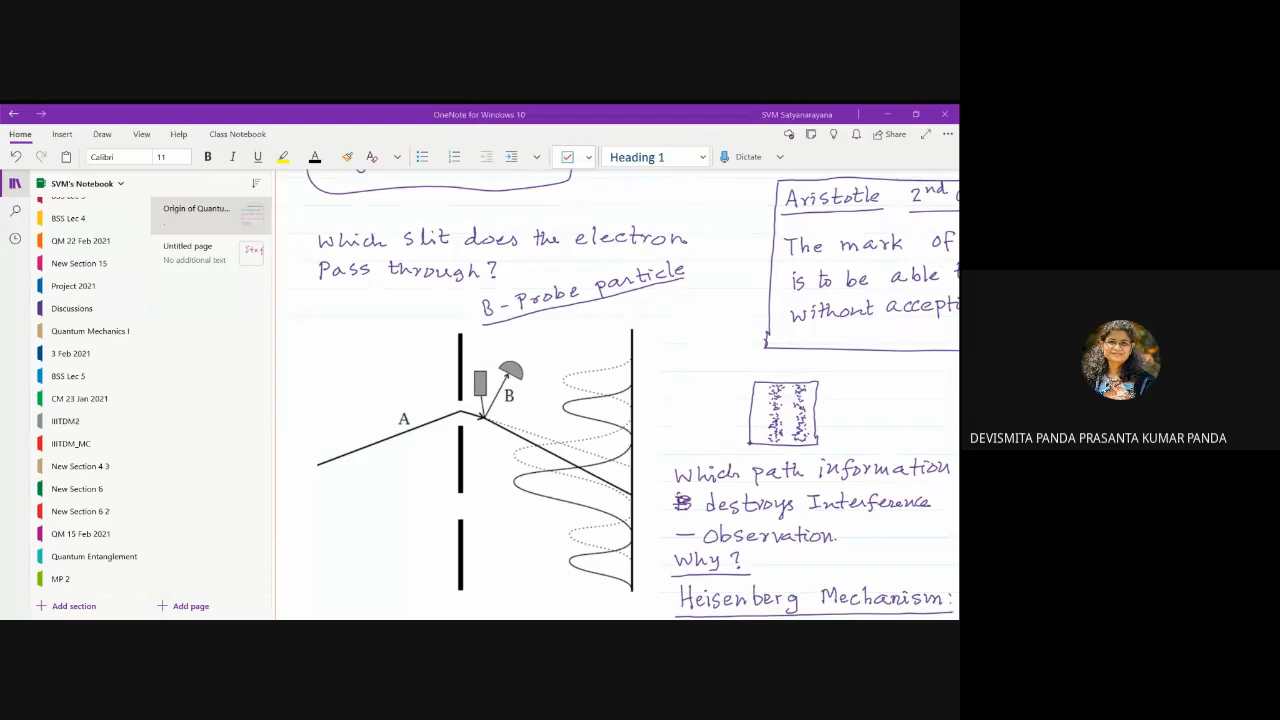 OneNote for Windows 10
SVM Satyanarayana
Home Insert Draw View Help Class Notebook
Share
Calibri 11 B I U A Heading 1 Dictate
SVM's Notebook
BSS Lec 4
QM 22 Feb 2021
New Section 15
Project 2021
Discussions
Quantum Mechanics I
3 Feb 2021
BSS Lec 5
CM 23 Jan 2021
IIITDM2
IIITDM_MC
New Section 4 3
New Section 6
New Section 6 2
QM 15 Feb 2021
Quantum Entanglement
MP 2
Add section
Origin of Quantu...
Untitled page
No additional text
Add page
Which slit does the electron
Pass through?
B - Probe particle
A
B
Aristotle 2nd
The mark of
is to be able
without accepti
Which path information
destroys Interference
- Observation.
Why?
Heisenberg Mechanism:
DEVISMITA PANDA PRASANTA KUMAR PANDA